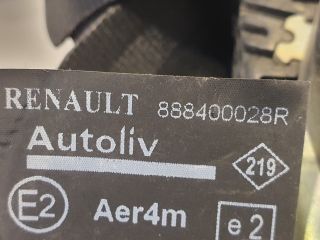 RENAULT 888400028R
Autoliv
219
E2 Aer4m e2